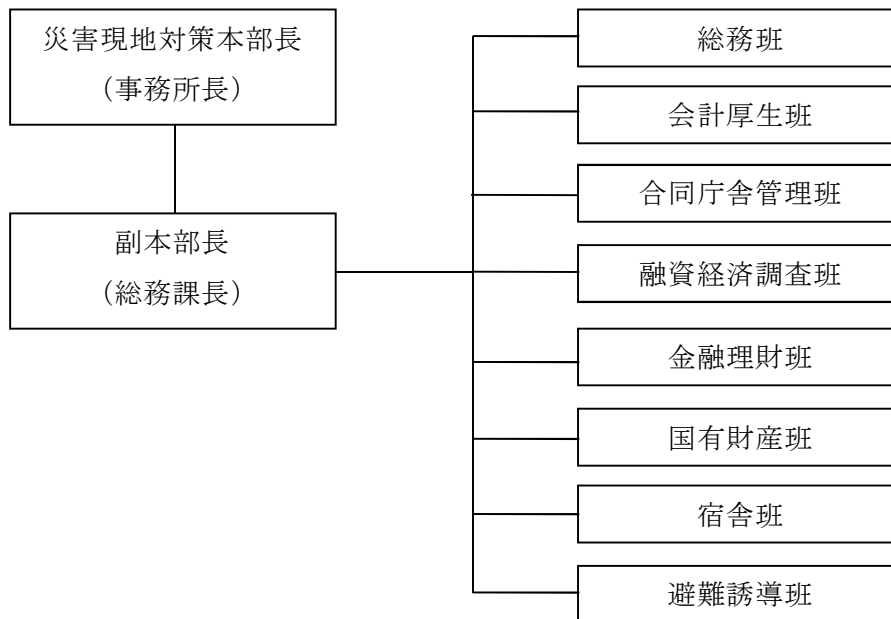 災害現地対策本部長
（事務所長）
副本部長
（総務課長）
総務班
会計厚生班
合同庁舎管理班
融資経済調査班
金融理財班
国有財産班
宿舎班
避難誘導班